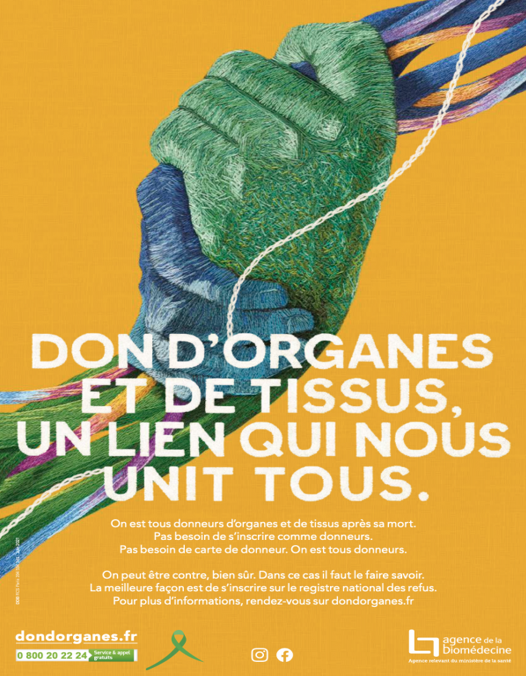 DON D'ORGANES
ET DE TISSUS,
UN LIEN QUI NOUS
UNIT TOUS.
On est tous donneurs d'organes et de tissus après sa mort.
Pas besoin de s'inscrire comme donneurs.
Pas besoin de carte de donneur. On est tous donneurs.
On peut être contre, bien sûr. Dans ce cas il faut le faire savoir.
La meilleure façon est de s'inscrire sur le registre national des refus.
Pour plus d'informations, rendez-vous sur dondorganes.fr
dondorganes.fr
0 800 20 22 24 Service & appel
gratuits
agence de la
biomédecine
Agence relevant du ministère de la santé